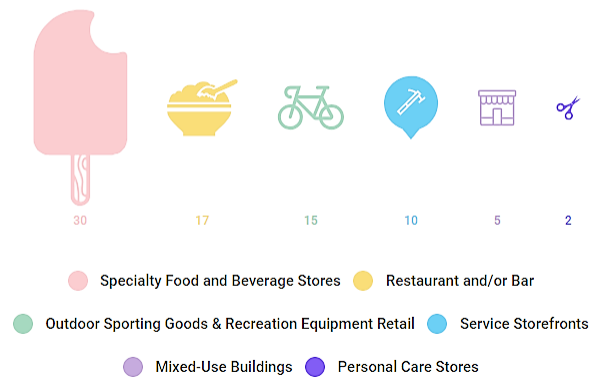 30 17 15 10 5 2
Specialty Food and Beverage Stores Restaurant and/or Bar
Outdoor Sporting Goods & Recreation Equipment Retail Service Storefronts
Mixed-Use Buildings Personal Care Stores